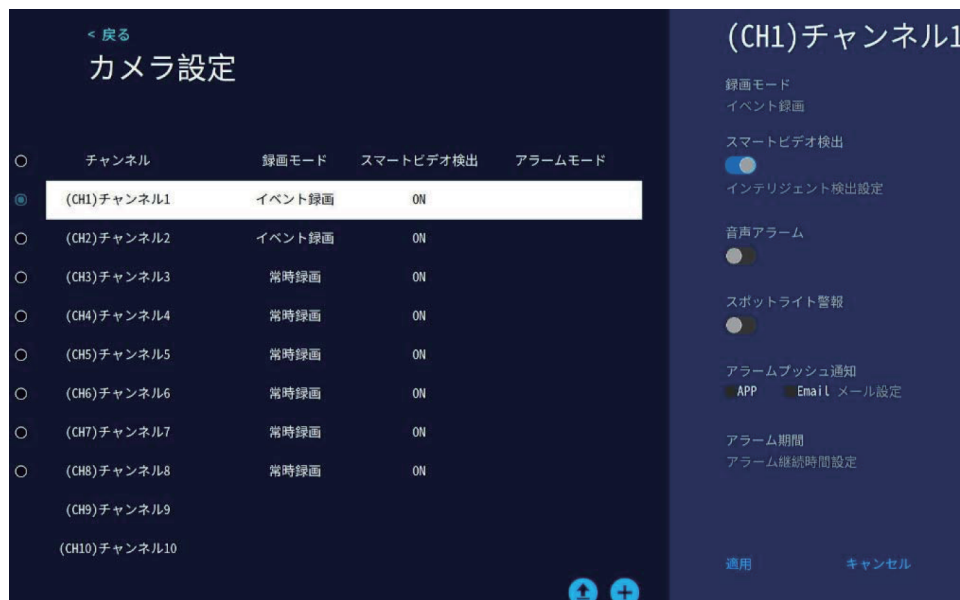 < 戻る
カメラ設定
チャンネル 録画モード スマートビデオ検出 アラームモード
(CH1)チャンネル1 イベント録画 ON
(CH2)チャンネル2 イベント録画 ON
(CH3)チャンネル3 常時録画 ON
(CH4)チャンネル4 常時録画 ON
(CH5)チャンネル5 常時録画 ON
(CH6)チャンネル6 常時録画 ON
(CH7)チャンネル7 常時録画 ON
(CH8)チャンネル8 常時録画 ON
(CH9)チャンネル9
(CH10)チャンネル10
(CH1)チャンネル1
録画モード
イベント録画
スマートビデオ検出
インテリジェント検出設定
音声アラーム
スポットライト警報
アラームプッシュ通知
APP Email メール設定
アラーム期間
アラーム継続時間設定
適用 キャンセル